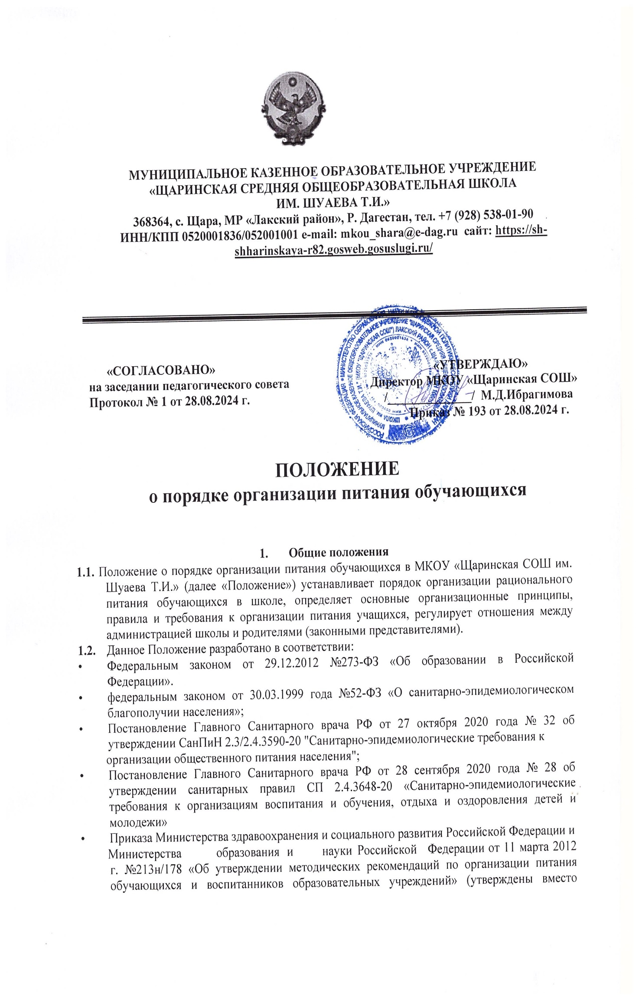 МУНИЦИПАЛЬНОЕ КАЗЕННОЕ ОБРАЗОВАТЕЛЬНОЕ УЧРЕЖДЕНИЕ
«ЩАРИНСКАЯ СРЕДНЯЯ ОБЩЕОБРАЗОВАТЕЛЬНАЯ ШКОЛА
ИМ. ШУАЕВА Т.И.»
368364, с. Щара, МР «Лакский район», Р. Дагестан, тел. +7 (928) 538-01-90
ИНН/КПП 0520001836/052001001 e-mail: mkou_shara@e-dag.ru сайт: https://sh-
shharinskaya-r82.gosweb.gosuslugi.ru/
«СОГЛАСОВАНО»
на заседании педагогического совета
Протокол № 1 от 28.08.2024 г.
«УТВЕРЖДАЮ»
Директор МКОУ «Щаринская СОШ»
/______________/ М.Д.Ибрагимова
Приказ № 193 от 28.08.2024 г.
ПОЛОЖЕНИЕ
о порядке организации питания обучающихся
1. Общие положения
1.1. Положение о порядке организации питания обучающихся в МКОУ «Щаринская СОШ им.
Шуаева Т.И.» (далее «Положение») устанавливает порядок организации рационального
питания обучающихся в школе, определяет основные организационные принципы,
правила и требования к организации питания учащихся, регулирует отношения между
администрацией школы и родителями (законными представителями).
1.2. Данное Положение разработано в соответствии:
• Федеральным законом от 29.12.2012 №273-ФЗ «Об образовании в Российской
Федерации».
• федеральным законом от 30.03.1999 года №52-ФЗ «О санитарно-эпидемиологическом
благополучии населения»;
• Постановление Главного Санитарного врача РФ от 27 октября 2020 года № 32 об
утверждении СанПиН 2.3/2.4.3590-20 "Санитарно-эпидемиологические требования к
организации общественного питания населения";
• Постановление Главного Санитарного врача РФ от 28 сентября 2020 года № 28 об
утверждении санитарных правил СП 2.4.3648-20 «Санитарно-эпидемиологические
требования к организациям воспитания и обучения, отдыха и оздоровления детей и
молодежи»
• Приказа Министерства здравоохранения и социального развития Российской Федерации и
Министерства образования и науки Российской Федерации от 11 марта 2012
г. №213н/178 «Об утверждении методических рекомендаций по организации питания
обучающихся и воспитанников образовательных учреждений» (утверждены вместо